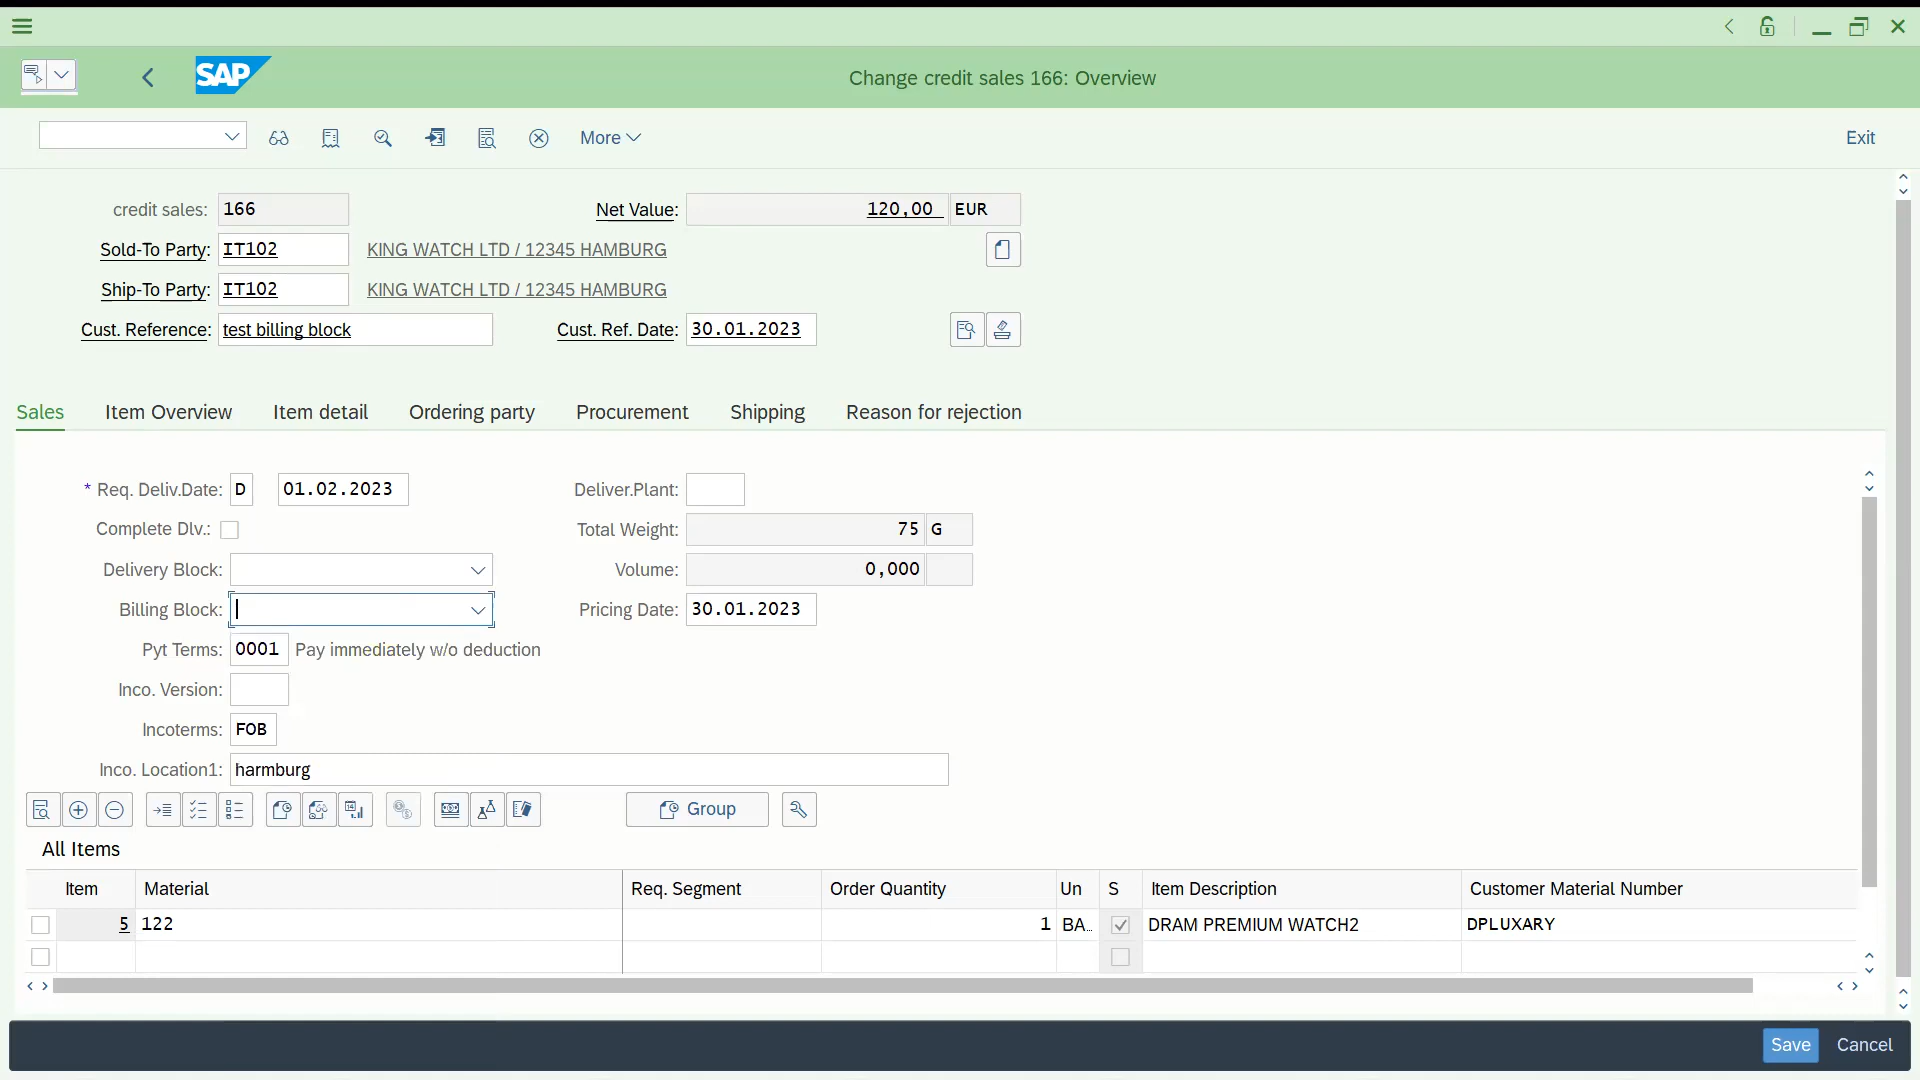 SAP
Change credit sales 166: Overview
More
Exit
credit sales: 166
Net Value: 120,00 EUR
Sold-To Party: IT102 KING WATCH LTD / 12345 HAMBURG
Ship-To Party: IT102 KING WATCH LTD / 12345 HAMBURG
Cust. Reference: test billing block
Cust. Ref. Date: 30.01.2023
Sales Item Overview Item detail Ordering party Procurement Shipping Reason for rejection
* Req. Deliv.Date: D 01.02.2023
Deliver.Plant:
Complete Dlv.:
Total Weight: 75 G
Delivery Block:
Volume: 0,000
Billing Block:
Pricing Date: 30.01.2023
Pyt Terms: 0001 Pay immediately w/o deduction
Inco. Version:
Incoterms: FOB
Inco. Location1: harmburg
Group
All Items
Item Material Req. Segment Order Quantity Un S Item Description Customer Material Number
5 122 1 BA.. DRAM PREMIUM WATCH2 DPLUXARY
Save Cancel